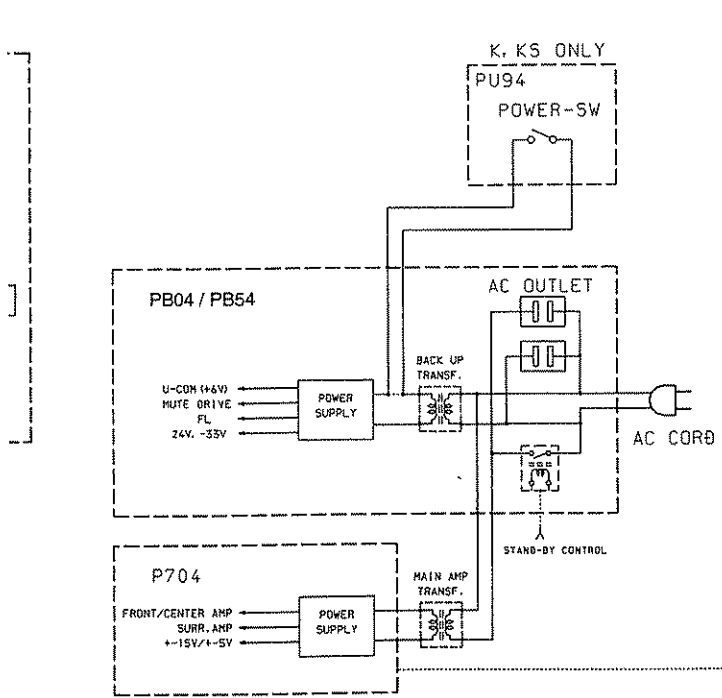 K, KS ONLY
PU94
POWER-SW
PB04 / PB54
AC OUTLET
BACK UP
TRANSF.
U-COM (+6V)
MUTE DRIVE
FL
24V, -33V
POWER
SUPPLY
AC CORD
STAND-BY CONTROL
P704
MAIN AMP
TRANSF.
FRONT/CENTER AMP
SURR.AMP
+-15V/+-5V
POWER
SUPPLY